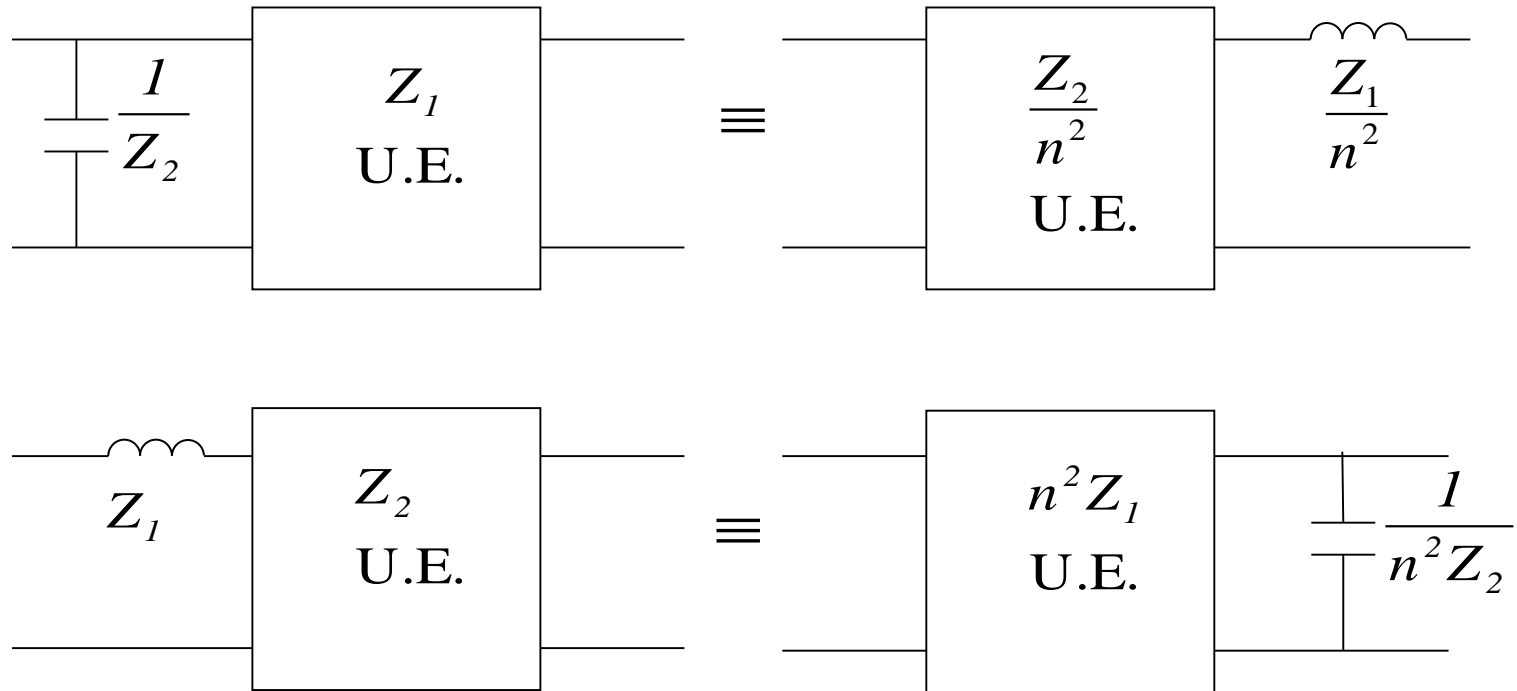 1/Z₂
Z₁
U.E.
≡
Z₂/n²
U.E.
Z₁/n²
Z₁
Z₂
U.E.
≡
n²Z₁
U.E.
1/n²Z₂